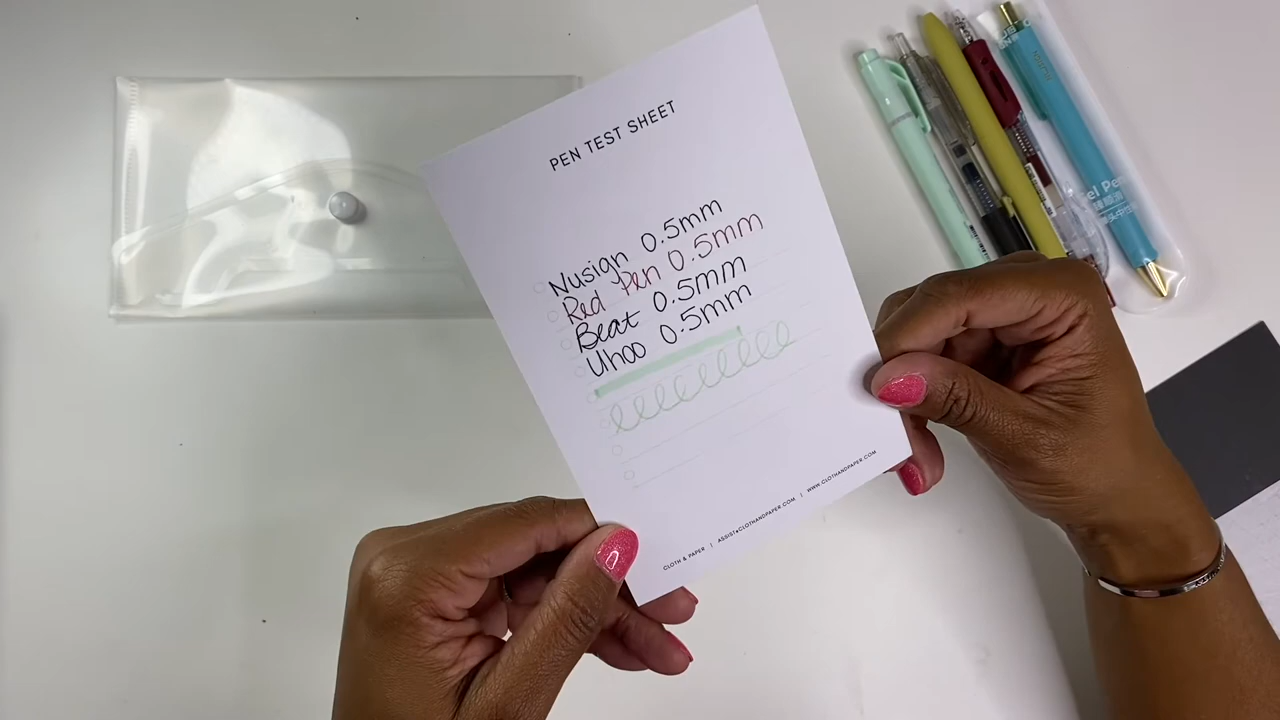 PEN TEST SHEET
Nusign 0.5mm
Red Pen 0.5mm
Beat 0.5mm
Uhoo 0.5mm
CLOTH & PAPER | ASSIST@CLOTHANDPAPER.COM | WWW.CLOTHANDPAPER.COM
Gel Pen